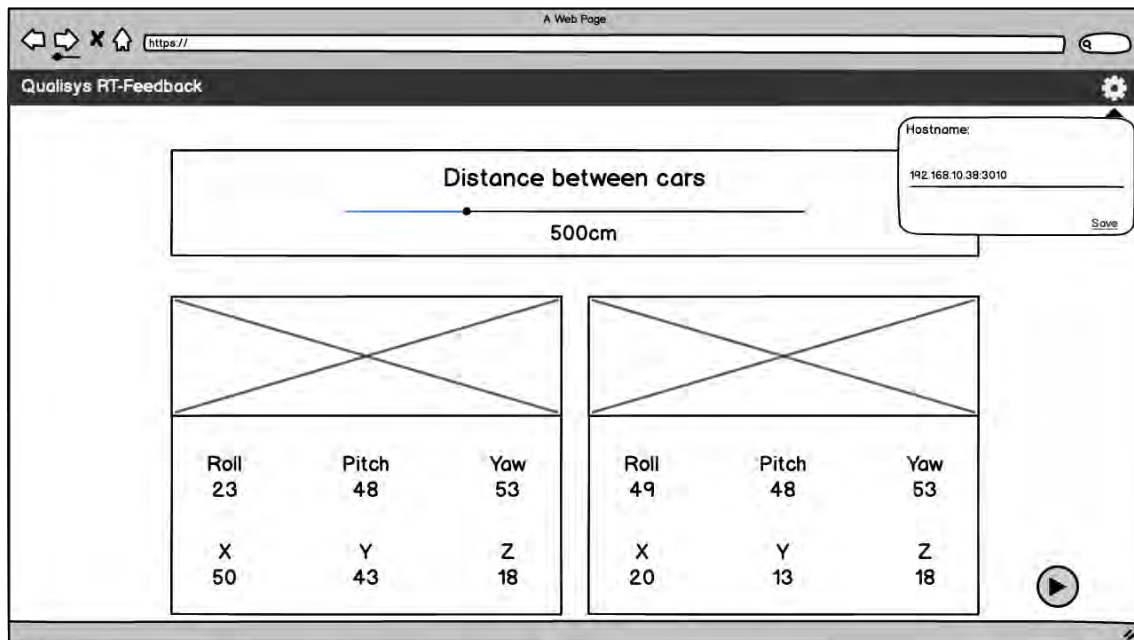 A Web Page
https://
Qualisys RT-Feedback
Hostname:
192.168.10.38:3010
Save
Distance between cars
500cm
Roll Pitch Yaw
23 48 53
X Y Z
50 43 18
Roll Pitch Yaw
49 48 53
X Y Z
20 13 18